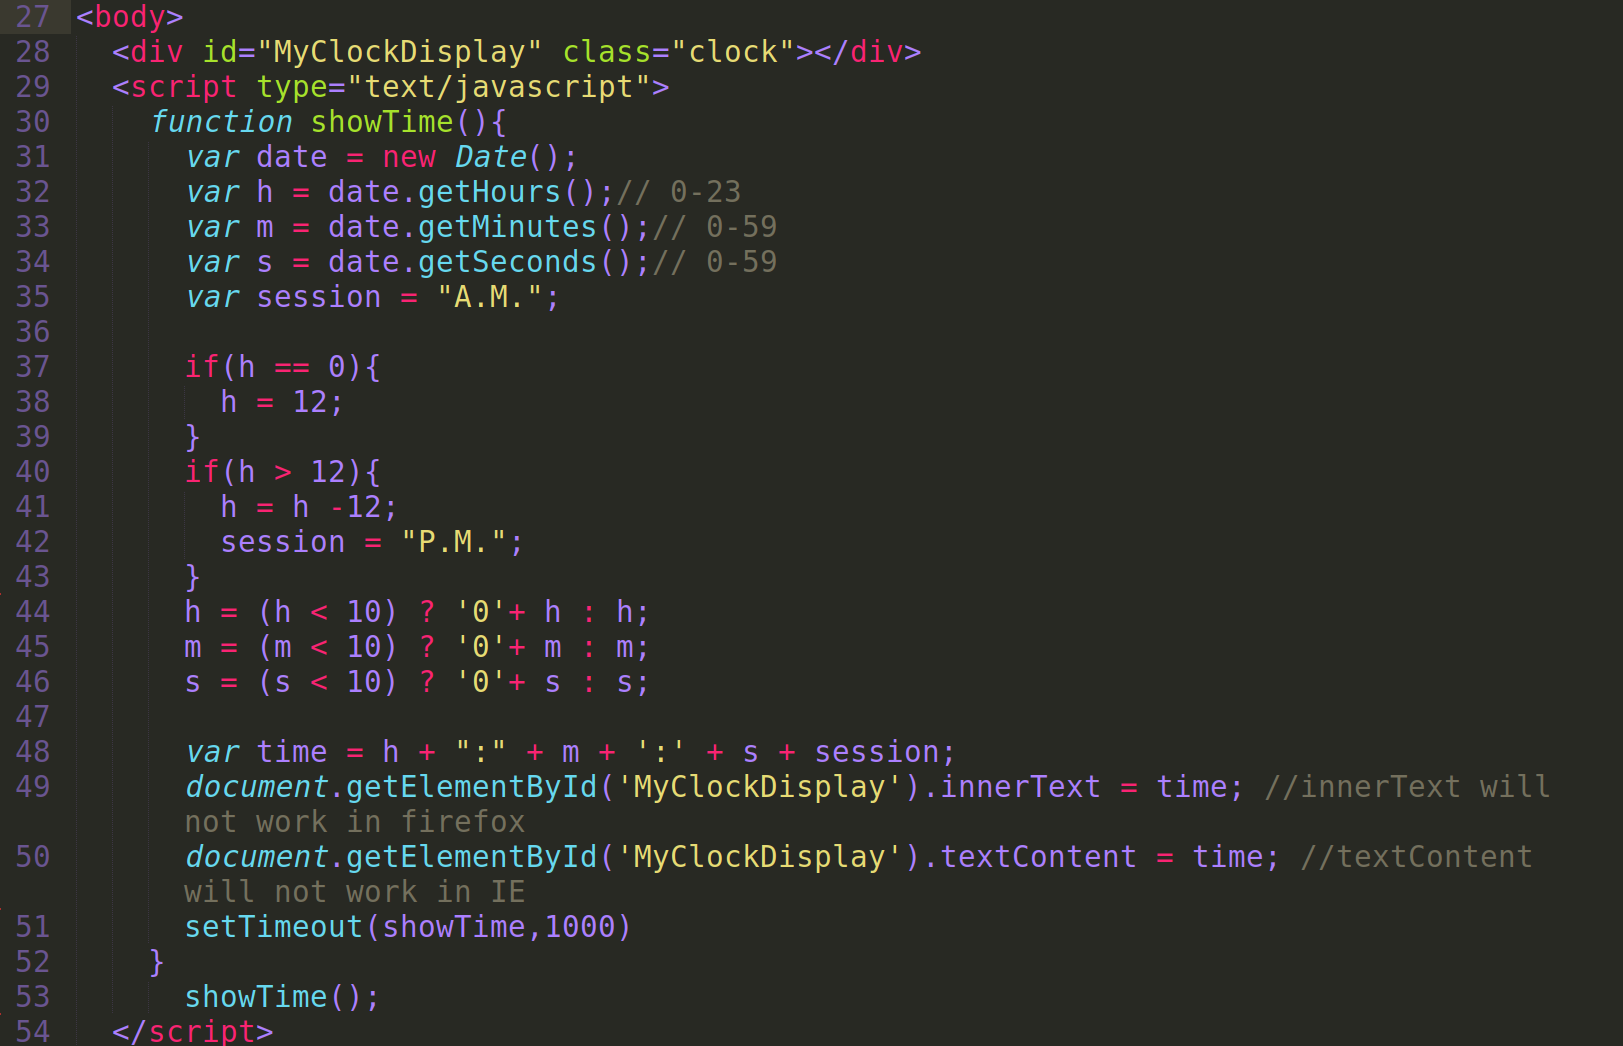 27 <body>
28   <div id="MyClockDisplay" class="clock"></div>
29   <script type="text/javascript">
30     function showTime(){
31       var date = new Date();
32       var h = date.getHours();// 0-23
33       var m = date.getMinutes();// 0-59
34       var s = date.getSeconds();// 0-59
35       var session = "A.M.";
36
37       if(h == 0){
38         h = 12;
39       }
40       if(h > 12){
41         h = h -12;
42         session = "P.M.";
43       }
44       h = (h < 10) ? '0'+ h : h;
45       m = (m < 10) ? '0'+ m : m;
46       s = (s < 10) ? '0'+ s : s;
47
48       var time = h + ":" + m + ':' + s + session;
49       document.getElementById('MyClockDisplay').innerText = time; //innerText will
      not work in firefox
50       document.getElementById('MyClockDisplay').textContent = time; //textContent
      will not work in IE
51       setTimeout(showTime,1000)
52     }
53       showTime();
54   </script>